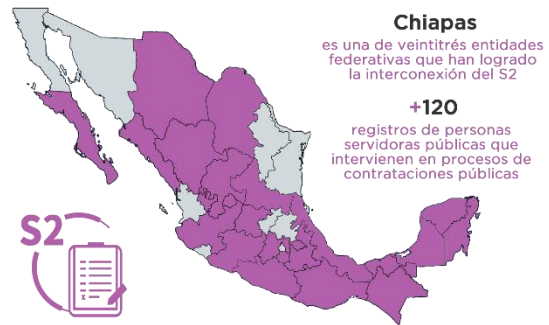 Chiapas
es una de veintitrés entidades
federativas que han logrado
la interconexión del S2
+120
registros de personas
servidoras públicas que
intervienen en procesos de
contrataciones públicas
S2